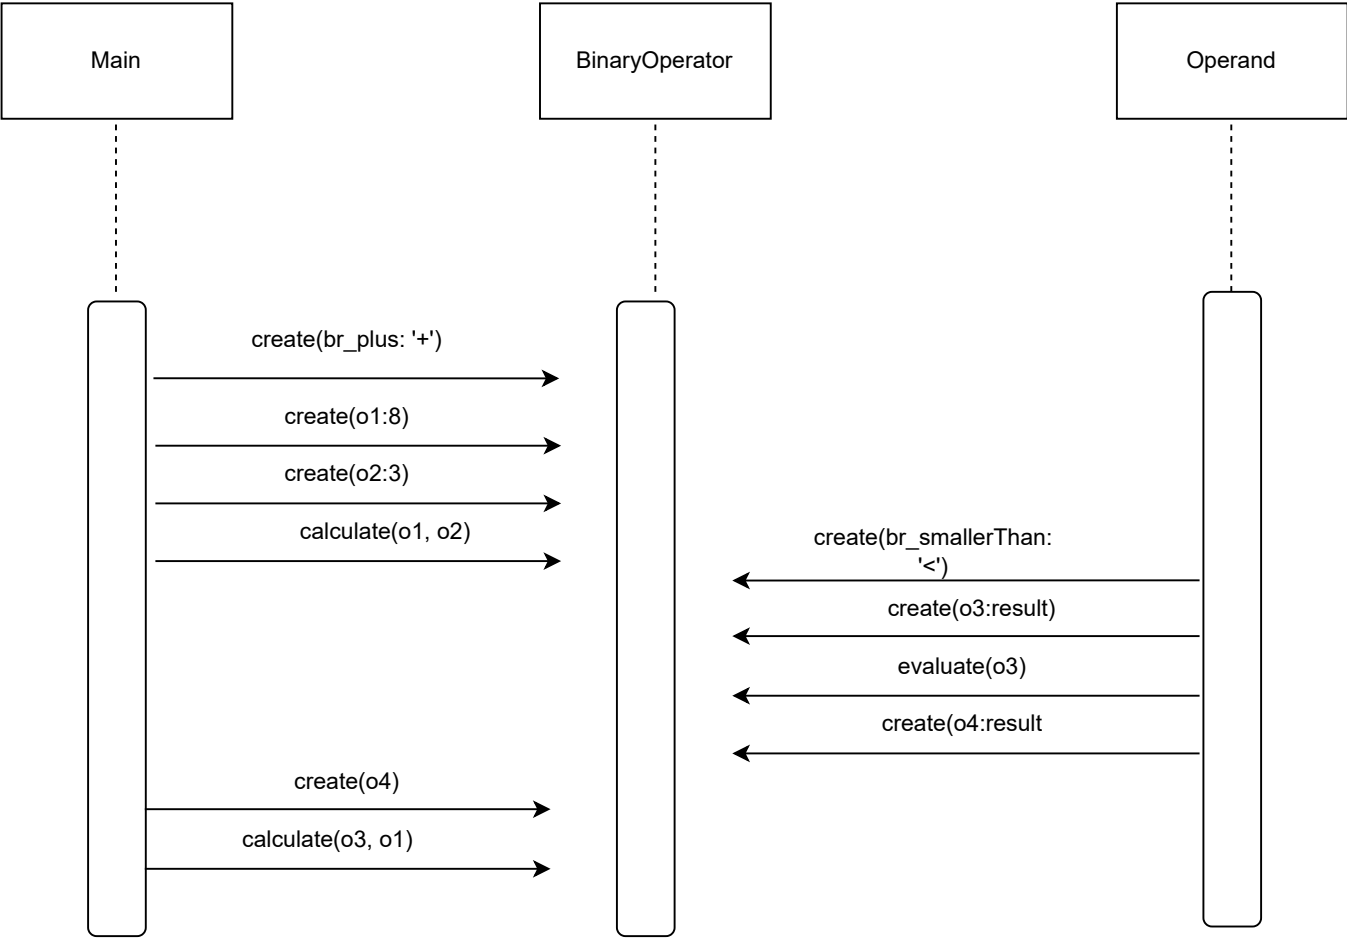 Main
BinaryOperator
Operand
create(br_plus: '+')
create(o1:8)
create(o2:3)
calculate(o1, o2)
create(br_smallerThan:
'<')
create(o3:result)
evaluate(o3)
create(o4:result
create(o4)
calculate(o3, o1)